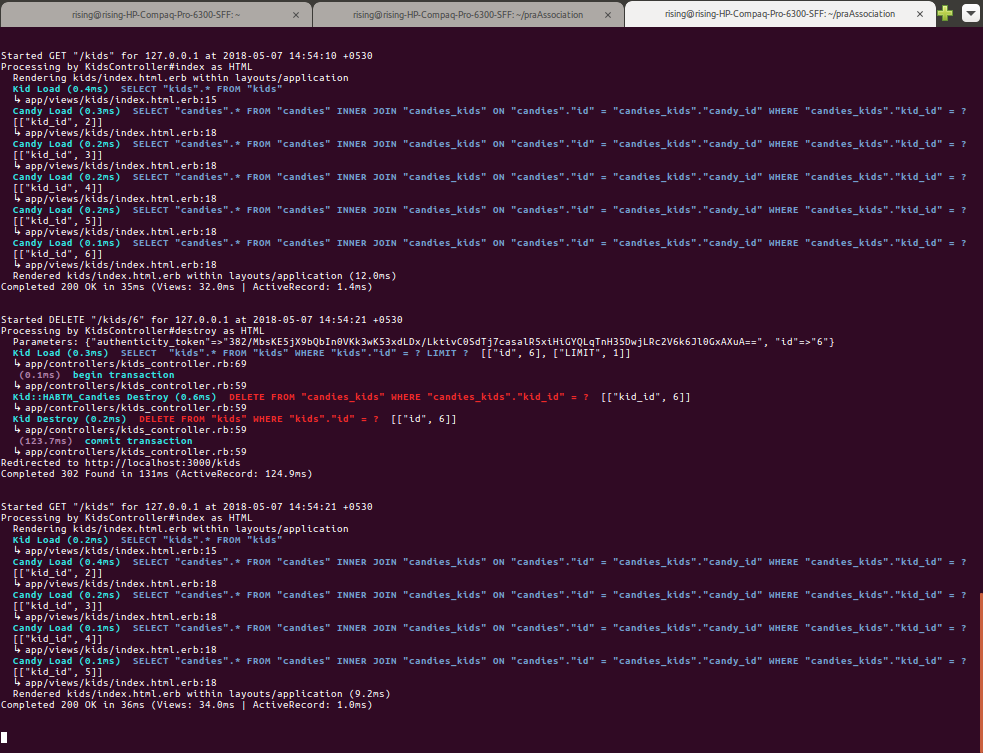 rising@rising-HP-Compaq-Pro-6300-SFF: ~ × rising@rising-HP-Compaq-Pro-6300-SFF: ~/praAssociation × rising@rising-HP-Compaq-Pro-6300-SFF: ~/praAssociation ×
Started GET "/kids" for 127.0.0.1 at 2018-05-07 14:54:10 +0530
Processing by KidsController#index as HTML
Rendering kids/index.html.erb within layouts/application
Kid Load (0.4ms) SELECT "kids".* FROM "kids"
↳ app/views/kids/index.html.erb:15
Candy Load (0.3ms) SELECT "candies".* FROM "candies" INNER JOIN "candies_kids" ON "candies"."id" = "candies_kids"."candy_id" WHERE "candies_kids"."kid_id" = ?
[["kid_id", 2]]
↳ app/views/kids/index.html.erb:18
Candy Load (0.2ms) SELECT "candies".* FROM "candies" INNER JOIN "candies_kids" ON "candies"."id" = "candies_kids"."candy_id" WHERE "candies_kids"."kid_id" = ?
[["kid_id", 3]]
↳ app/views/kids/index.html.erb:18
Candy Load (0.2ms) SELECT "candies".* FROM "candies" INNER JOIN "candies_kids" ON "candies"."id" = "candies_kids"."candy_id" WHERE "candies_kids"."kid_id" = ?
[["kid_id", 4]]
↳ app/views/kids/index.html.erb:18
Candy Load (0.2ms) SELECT "candies".* FROM "candies" INNER JOIN "candies_kids" ON "candies"."id" = "candies_kids"."candy_id" WHERE "candies_kids"."kid_id" = ?
[["kid_id", 5]]
↳ app/views/kids/index.html.erb:18
Candy Load (0.1ms) SELECT "candies".* FROM "candies" INNER JOIN "candies_kids" ON "candies"."id" = "candies_kids"."candy_id" WHERE "candies_kids"."kid_id" = ?
[["kid_id", 6]]
↳ app/views/kids/index.html.erb:18
Rendered kids/index.html.erb within layouts/application (12.0ms)
Completed 200 OK in 35ms (Views: 32.0ms | ActiveRecord: 1.4ms)
Started DELETE "/kids/6" for 127.0.0.1 at 2018-05-07 14:54:21 +0530
Processing by KidsController#destroy as HTML
Parameters: {"authenticity_token"=>"382/MbsKE5jX9bQbIn0VKk3wK53xdLDx/LktivC0SdTj7casalR5xiHiGYQLqTnH35DwjLRc2V6k6Jl0GxAXuA==", "id"=>"6"}
Kid Load (0.3ms) SELECT "kids".* FROM "kids" WHERE "kids"."id" = ? LIMIT ? [["id", 6], ["LIMIT", 1]]
↳ app/controllers/kids_controller.rb:69
(0.1ms) begin transaction
↳ app/controllers/kids_controller.rb:59
Kid::HABTM_Candies Destroy (0.6ms) DELETE FROM "candies_kids" WHERE "candies_kids"."kid_id" = ? [["kid_id", 6]]
↳ app/controllers/kids_controller.rb:59
Kid Destroy (0.2ms) DELETE FROM "kids" WHERE "kids"."id" = ? [["id", 6]]
↳ app/controllers/kids_controller.rb:59
(123.7ms) commit transaction
↳ app/controllers/kids_controller.rb:59
Redirected to http://localhost:3000/kids
Completed 302 Found in 131ms (ActiveRecord: 124.9ms)
Started GET "/kids" for 127.0.0.1 at 2018-05-07 14:54:21 +0530
Processing by KidsController#index as HTML
Rendering kids/index.html.erb within layouts/application
Kid Load (0.2ms) SELECT "kids".* FROM "kids"
↳ app/views/kids/index.html.erb:15
Candy Load (0.4ms) SELECT "candies".* FROM "candies" INNER JOIN "candies_kids" ON "candies"."id" = "candies_kids"."candy_id" WHERE "candies_kids"."kid_id" = ?
[["kid_id", 2]]
↳ app/views/kids/index.html.erb:18
Candy Load (0.2ms) SELECT "candies".* FROM "candies" INNER JOIN "candies_kids" ON "candies"."id" = "candies_kids"."candy_id" WHERE "candies_kids"."kid_id" = ?
[["kid_id", 3]]
↳ app/views/kids/index.html.erb:18
Candy Load (0.1ms) SELECT "candies".* FROM "candies" INNER JOIN "candies_kids" ON "candies"."id" = "candies_kids"."candy_id" WHERE "candies_kids"."kid_id" = ?
[["kid_id", 4]]
↳ app/views/kids/index.html.erb:18
Candy Load (0.1ms) SELECT "candies".* FROM "candies" INNER JOIN "candies_kids" ON "candies"."id" = "candies_kids"."candy_id" WHERE "candies_kids"."kid_id" = ?
[["kid_id", 5]]
↳ app/views/kids/index.html.erb:18
Rendered kids/index.html.erb within layouts/application (9.2ms)
Completed 200 OK in 36ms (Views: 34.0ms | ActiveRecord: 1.0ms)